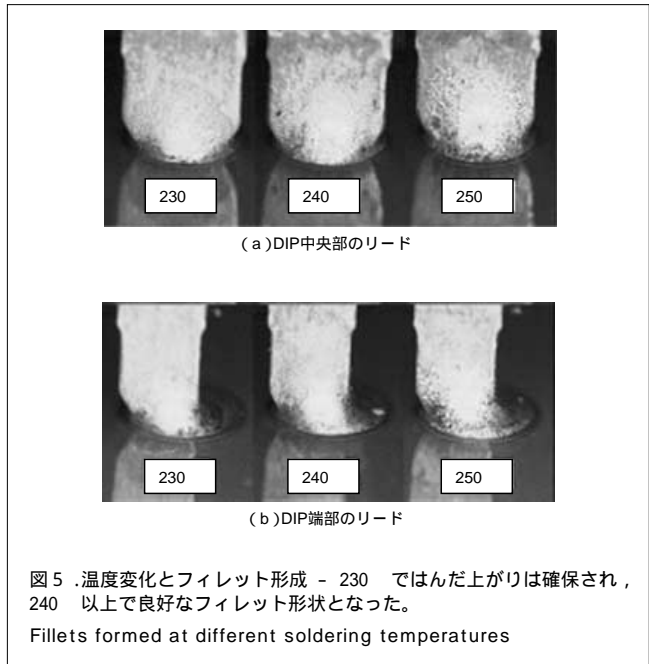 230 240 250
( a )DIP中央部のリード
230 240 250
( b )DIP端部のリード
図5 .温度変化とフィレット形成 – 230 ではんだ上がりは確保され ,
240 以上で良好なフィレット形状となった。
Fillets formed at different soldering temperatures